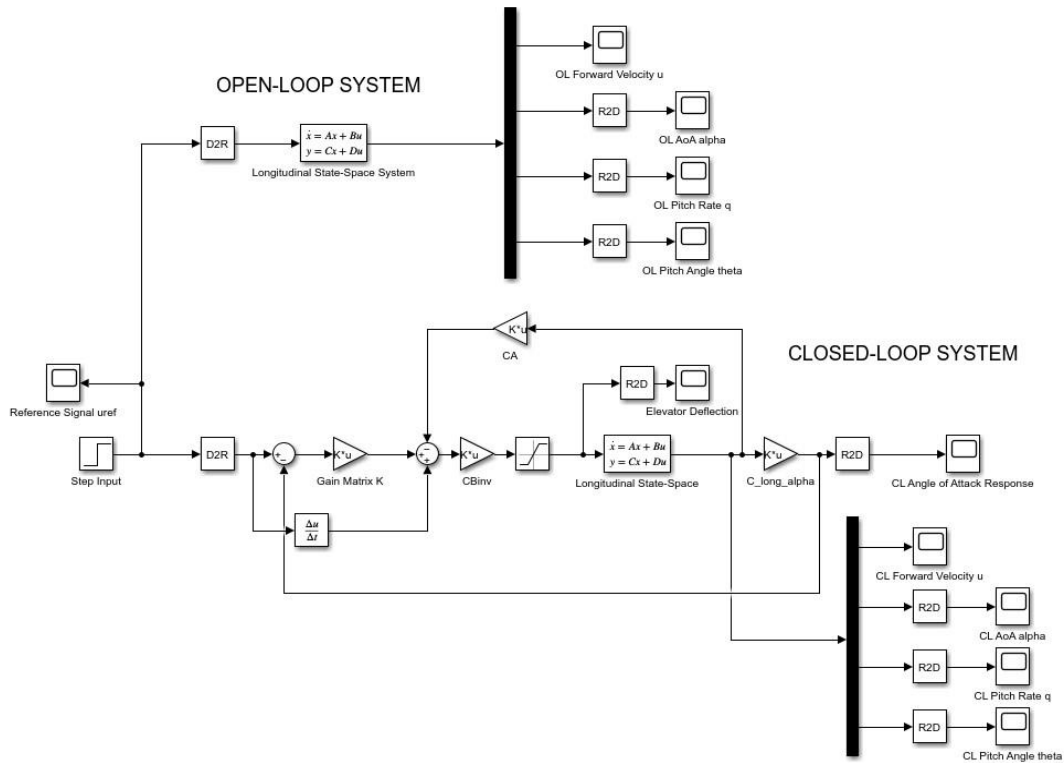 OPEN-LOOP SYSTEM
OL Forward Velocity u
R2D
OL AoA alpha
D2R
ẋ = Ax + Bu
y = Cx + Du
Longitudinal State-Space System
R2D
OL Pitch Rate q
R2D
OL Pitch Angle theta
K*u
CA
CLOSED-LOOP SYSTEM
Reference Signal uref
R2D
Elevator Deflection
Step Input
D2R
+
−
K*u
Gain Matrix K
−
+
+
K*u
CBinv
ẋ = Ax + Bu
y = Cx + Du
Longitudinal State-Space
K*u
C_long_alpha
R2D
CL Angle of Attack Response
Δu
Δt
CL Forward Velocity u
R2D
CL AoA alpha
R2D
CL Pitch Rate q
R2D
CL Pitch Angle theta